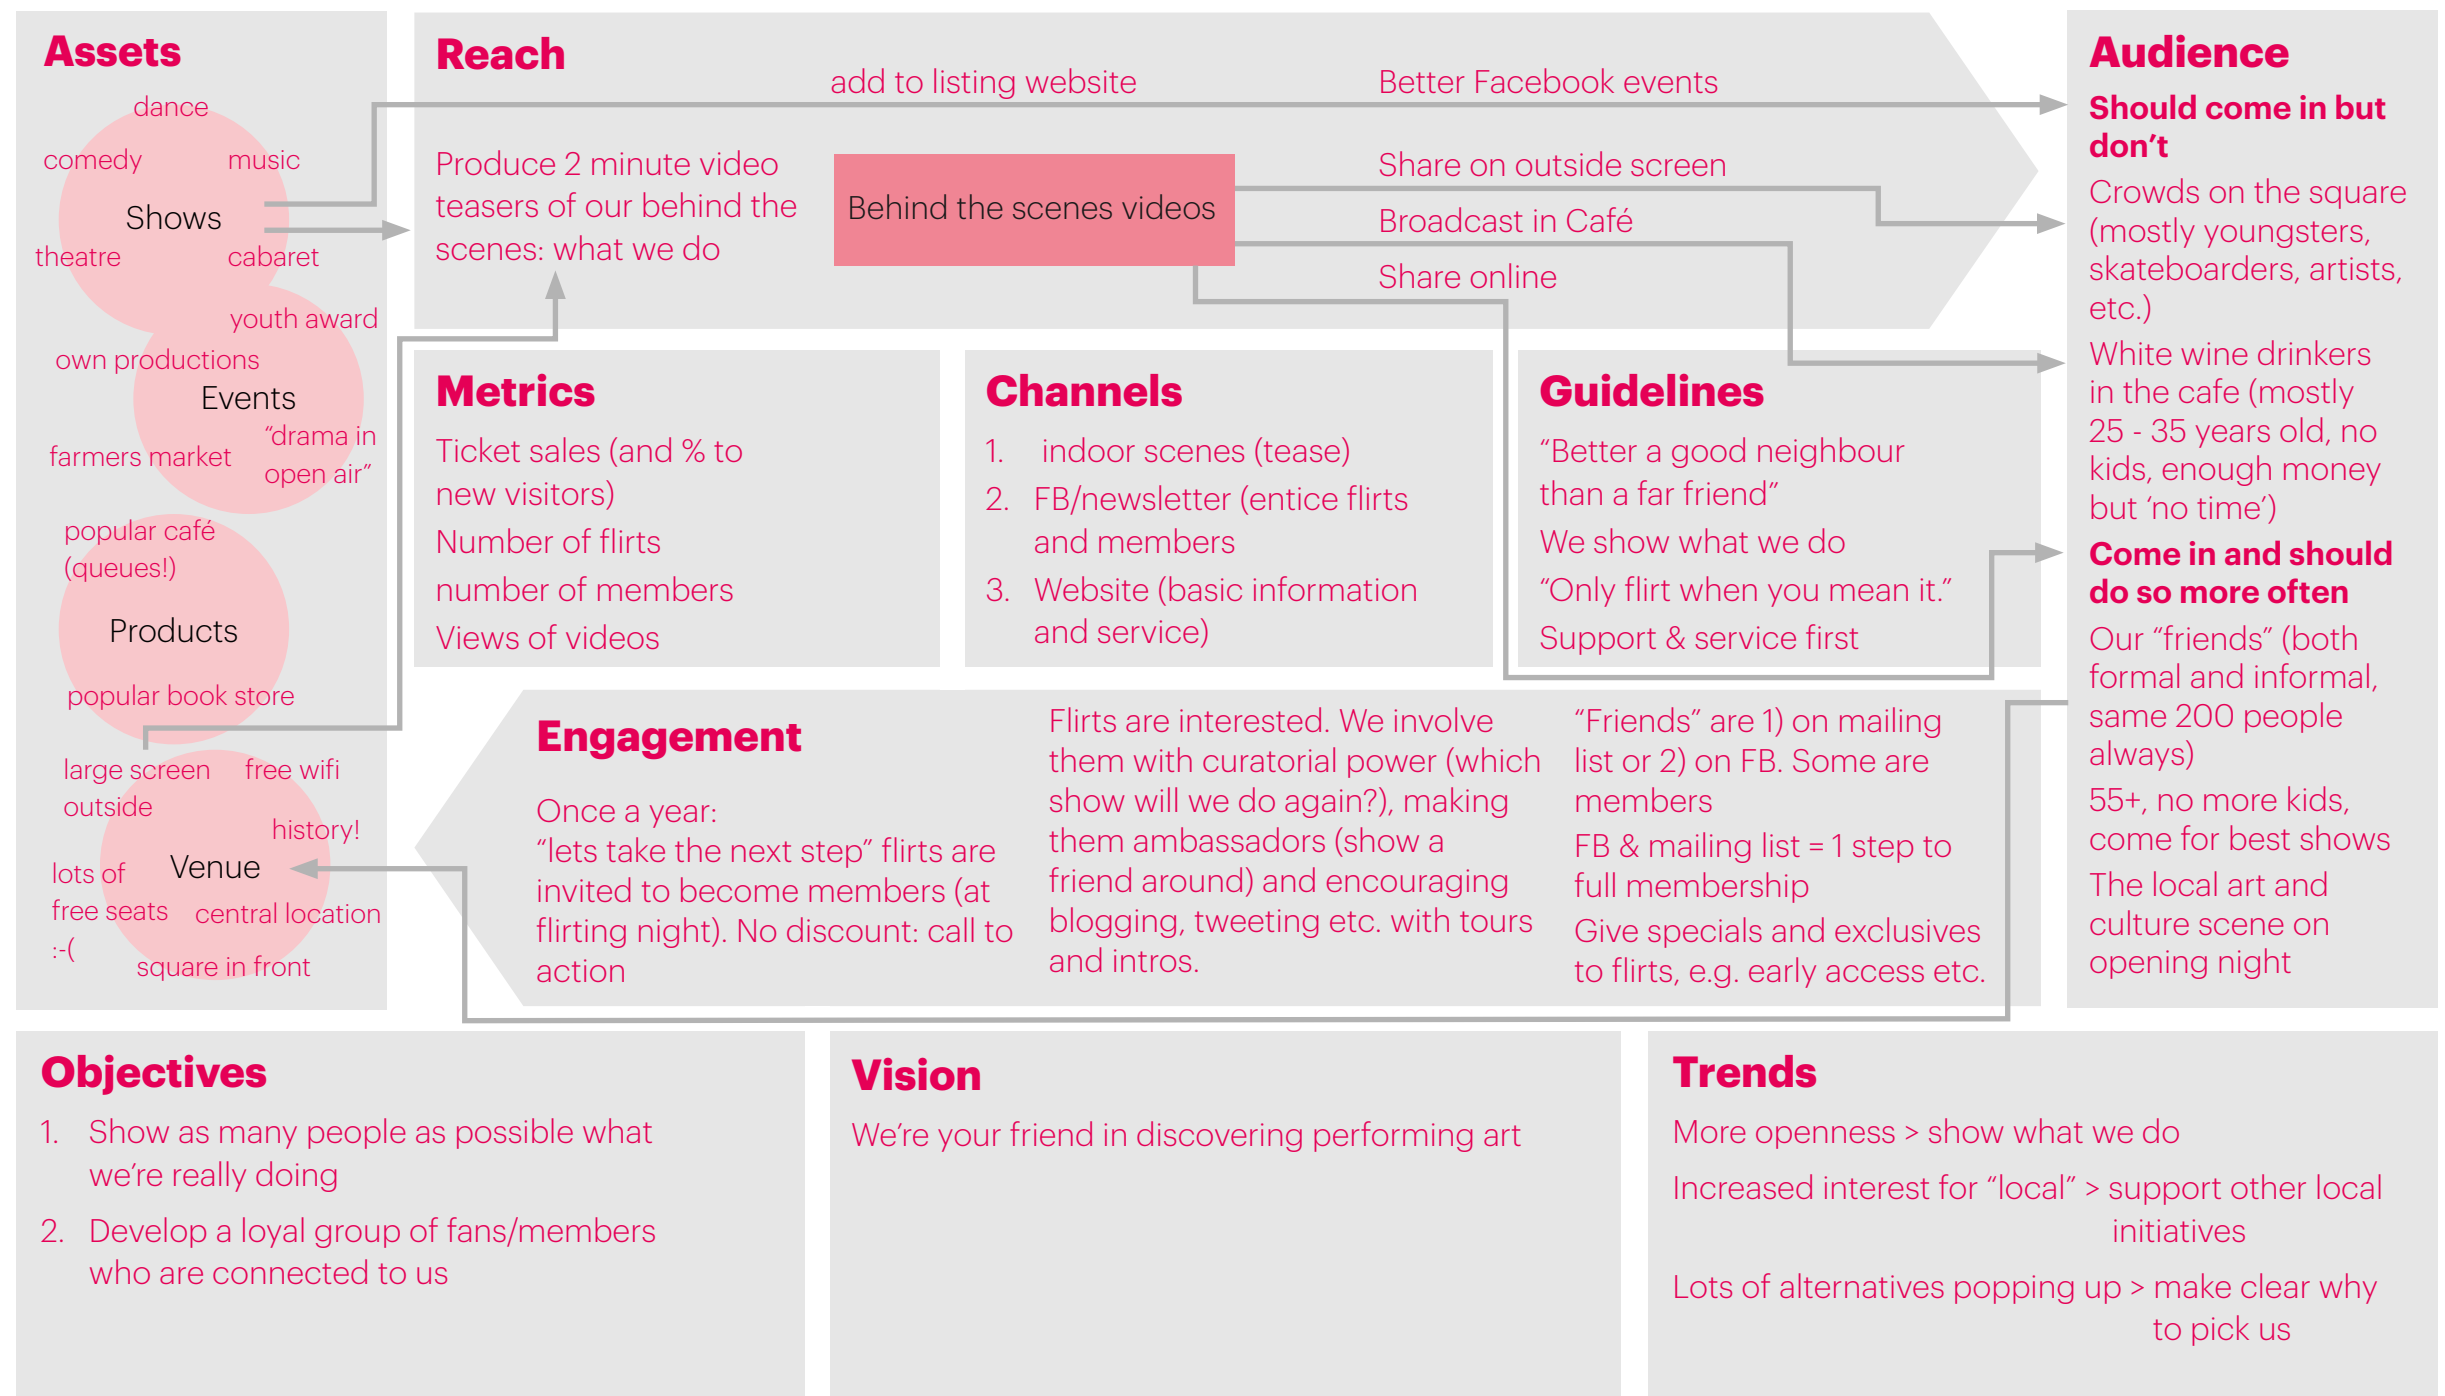 Assets
dance
comedy
music
Shows
theatre
cabaret
youth award
own productions
Events
"drama in
open air"
farmers market
popular café
(queues!)
Products
popular book store
large screen
outside
free wifi
history!
Venue
lots of
free seats
:-(
central location
square in front
Reach
add to listing website
Better Facebook events
Produce 2 minute video
teasers of our behind the
scenes: what we do
Behind the scenes videos
Share on outside screen
Broadcast in Café
Share online
Metrics
Ticket sales (and % to
new visitors)
Number of flirts
number of members
Views of videos
Channels
1. indoor scenes (tease)
2. FB/newsletter (entice flirts
and members
3. Website (basic information
and service)
Guidelines
“Better a good neighbour
than a far friend”
We show what we do
“Only flirt when you mean it.”
Support & service first
Engagement
Once a year:
“lets take the next step” flirts are
invited to become members (at
flirting night). No discount: call to
action
Flirts are interested. We involve
them with curatorial power (which
show will we do again?), making
them ambassadors (show a
friend around) and encouraging
blogging, tweeting etc. with tours
and intros.
“Friends” are 1) on mailing
list or 2) on FB. Some are
members
FB & mailing list = 1 step to
full membership
Give specials and exclusives
to flirts, e.g. early access etc.
Audience
Should come in but
don’t
Crowds on the square
(mostly youngsters,
skateboarders, artists,
etc.)
White wine drinkers
in the cafe (mostly
25 - 35 years old, no
kids, enough money
but ‘no time’)
Come in and should
do so more often
Our “friends” (both
formal and informal,
same 200 people
always)
55+, no more kids,
come for best shows
The local art and
culture scene on
opening night
Objectives
1. Show as many people as possible what
we’re really doing
2. Develop a loyal group of fans/members
who are connected to us
Vision
We’re your friend in discovering performing art
Trends
More openness > show what we do
Increased interest for “local” > support other local
initiatives
Lots of alternatives popping up > make clear why
to pick us